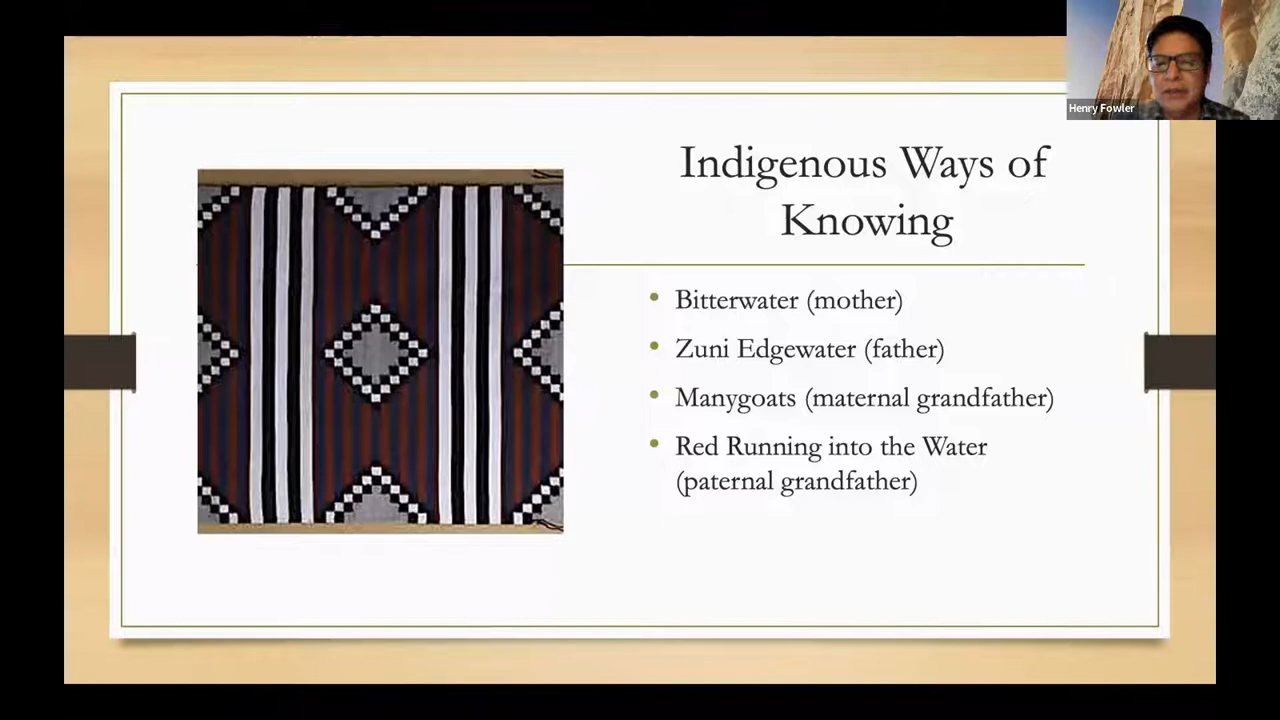 Henry Fowler
Indigenous Ways of
Knowing
• Bitterwater (mother)
• Zuni Edgewater (father)
• Manygoats (maternal grandfather)
• Red Running into the Water
(paternal grandfather)